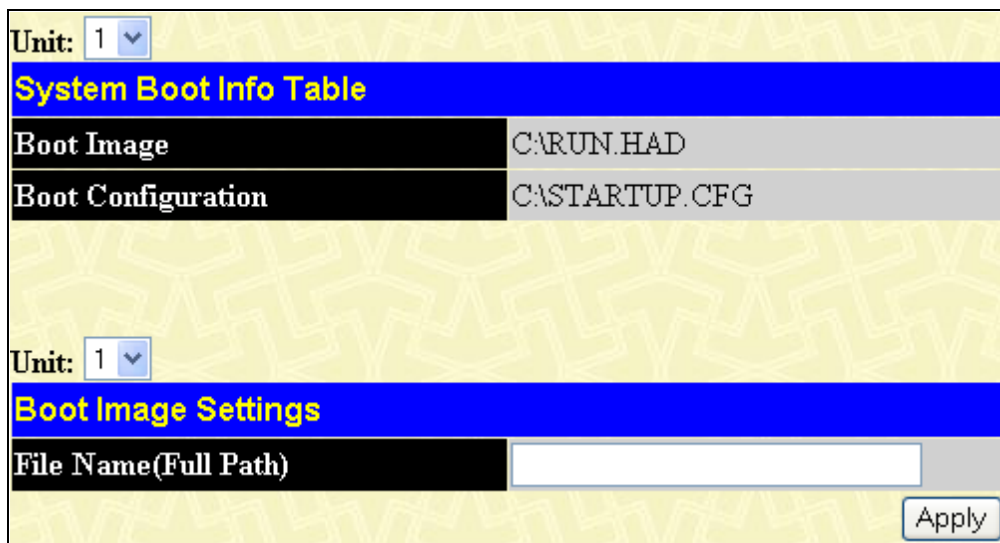 Unit: 1
System Boot Info Table
Boot Image C:\RUN.HAD
Boot Configuration C:\STARTUP.CFG
Unit: 1
Boot Image Settings
File Name(Full Path)
Apply